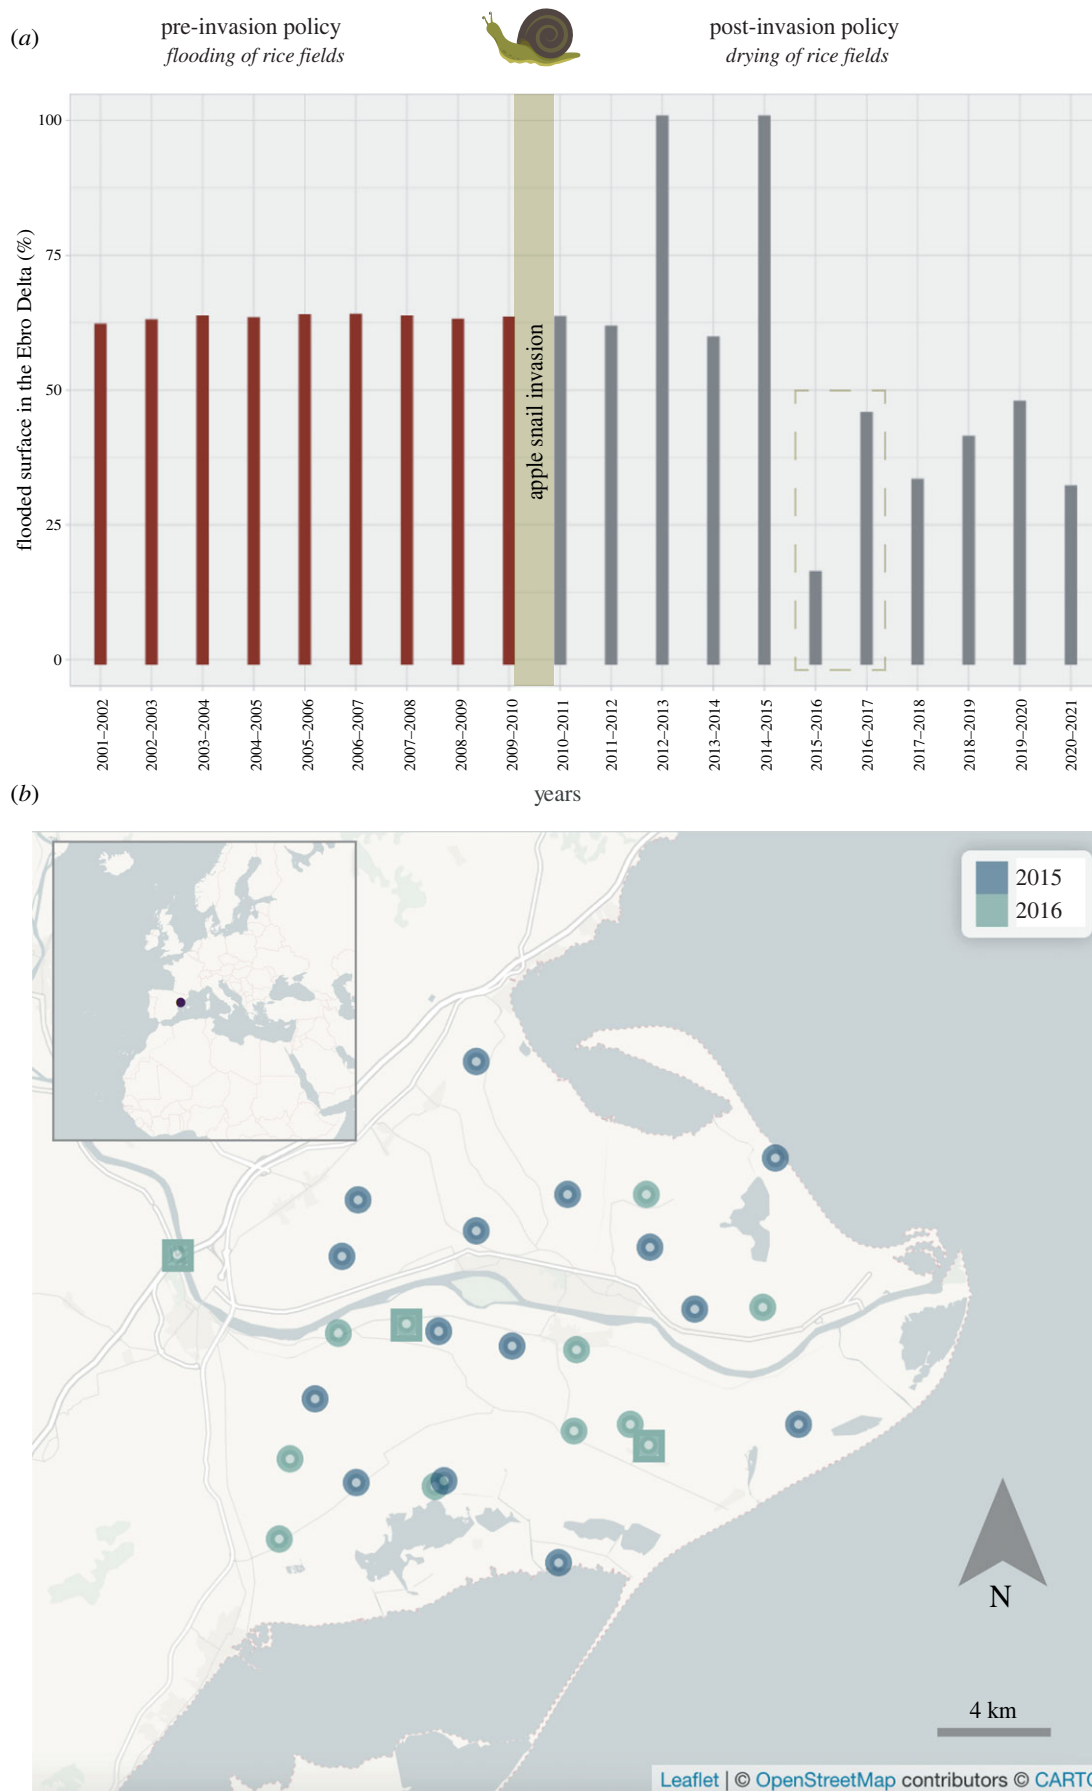 (a)
pre-invasion policy
flooding of rice fields
post-invasion policy
drying of rice fields
flooded surface in the Ebro Delta (%)
100
75
50
25
0
apple snail invasion
2001–2002
2002–2003
2003–2004
2004–2005
2005–2006
2006–2007
2007–2008
2008–2009
2009–2010
2010–2011
2011–2012
2012–2013
2013–2014
2014–2015
2015–2016
2016–2017
2017–2018
2018–2019
2019–2020
2020–2021
years
(b)
2015
2016
N
4 km
Leaflet | © OpenStreetMap contributors © CARTO